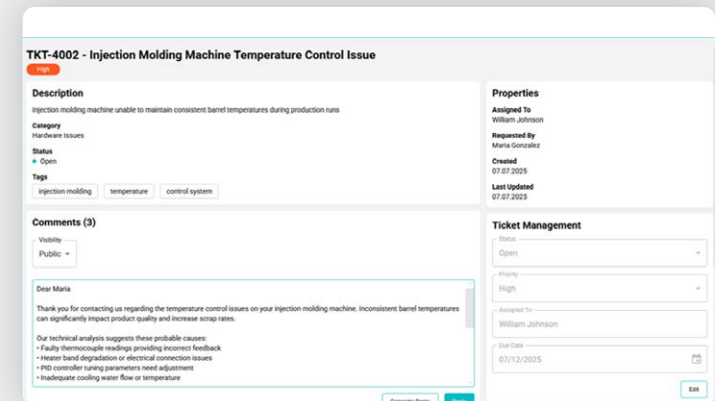 TKT-4002 - Injection Molding Machine Temperature Control Issue
High
Description
Injection molding machine unable to maintain consistent barrel temperatures during production runs
Category
Hardware Issues
Status
Open
Tags
injection molding
temperature
control system
Comments (3)
Visibility
Public
Dear Maria
Thank you for contacting us regarding the temperature control issues on your injection molding machine. Inconsistent barrel temperatures
can significantly impact product quality and increase scrap rates.
Our technical analysis suggests these probable causes:
- Faulty thermocouple readings providing incorrect feedback
- Heater band degradation or electrical connection issues
- PID controller tuning parameters need adjustment
- Inadequate cooling water flow or temperature
Properties
Assigned To
William Johnson
Requested By
Maria Gonzalez
Created
07.07.2025
Last Updated
07.07.2025
Ticket Management
Status
Open
Priority
High
Assigned To
William Johnson
Due Date
07/12/2025
Edit